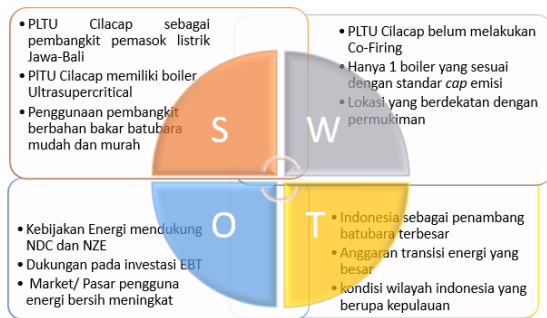 • PLTU Cilacap sebagai
pembangkit pemasok listrik
Jawa-Bali
• PlTU Cilacap memiliki boiler
Ultrasupercritical
• Penggunaan pembangkit
berbahan bakar batubara
mudah dan murah
S
• PLTU Cilacap belum melakukan
Co-Firing
• Hanya 1 boiler yang sesuai
dengan standar cap emisi
• Lokasi yang berdekatan dengan
permukiman
W
• Kebijakan Energi mendukung
NDC dan NZE
• Dukungan pada investasi EBT
• Market/ Pasar pengguna
energi bersih meningkat
O
• Indonesia sebagai penambang
batubara terbesar
• Anggaran transisi energi yang
besar
• kondisi wilayah indonesia yang
berupa kepulauan
T